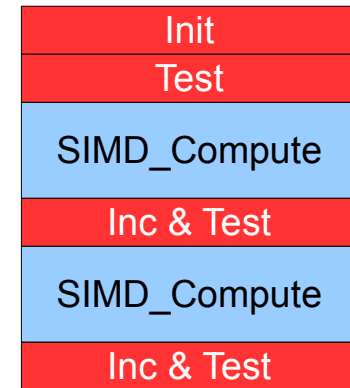 Init
Test
SIMD_Compute
Inc & Test
SIMD_Compute
Inc & Test